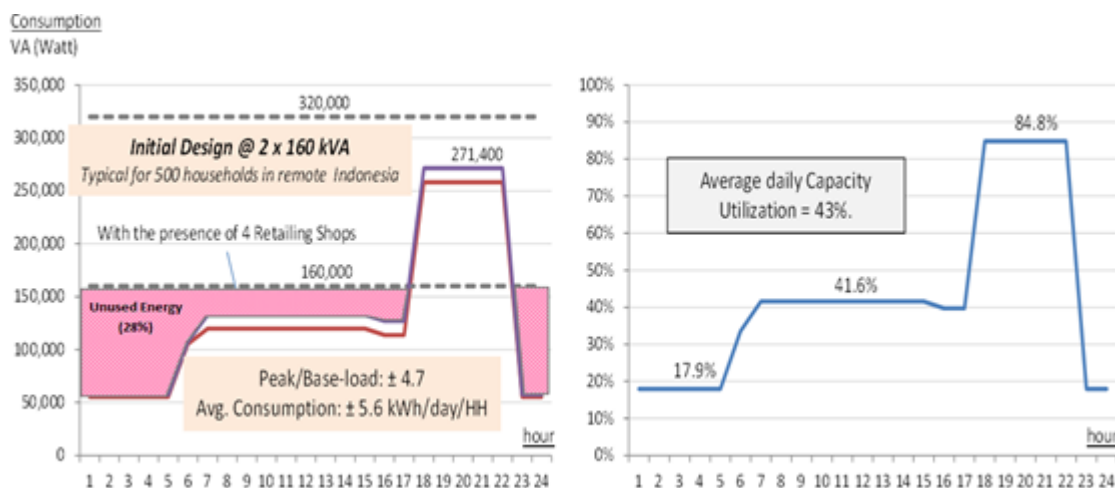 Consumption
VA (Watt)
350,000
300,000
250,000
200,000
150,000
100,000
50,000
0
320,000
Initial Design @ 2 x 160 kVA
Typical for 500 households in remote Indonesia
271,400
With the presence of 4 Retailing Shops
160,000
Unused Energy
(28%)
Peak/Base-load: ± 4.7
Avg. Consumption: ± 5.6 kWh/day/HH
hour
1 2 3 4 5 6 7 8 9 10 11 12 13 14 15 16 17 18 19 20 21 22 23 24
100%
90%
80%
70%
60%
50%
40%
30%
20%
10%
0%
84.8%
Average daily Capacity
Utilization = 43%.
41.6%
17.9%
hour
1 2 3 4 5 6 7 8 9 10 11 12 13 14 15 16 17 18 19 20 21 22 23 24